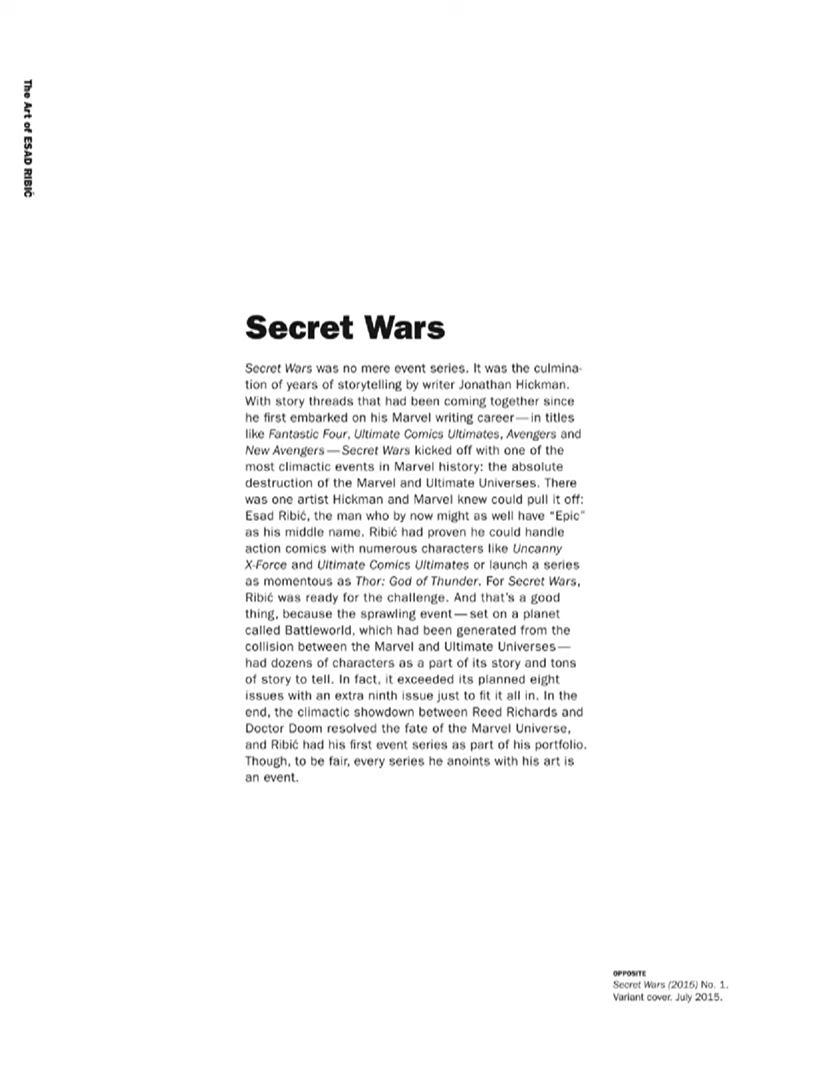 The Art of ESAD RIBIĆ
Secret Wars
Secret Wars was no mere event series. It was the culmina-
tion of years of storytelling by writer Jonathan Hickman.
With story threads that had been coming together since
he first embarked on his Marvel writing career—in titles
like Fantastic Four, Ultimate Comics Ultimates, Avengers and
New Avengers—Secret Wars kicked off with one of the
most climactic events in Marvel history: the absolute
destruction of the Marvel and Ultimate Universes. There
was one artist Hickman and Marvel knew could pull it off:
Esad Ribić, the man who by now might as well have "Epic"
as his middle name. Ribić had proven he could handle
action comics with numerous characters like Uncanny
X-Force and Ultimate Comics Ultimates or launch a series
as momentous as Thor: God of Thunder. For Secret Wars,
Ribić was ready for the challenge. And that's a good
thing, because the sprawling event—set on a planet
called Battleworld, which had been generated from the
collision between the Marvel and Ultimate Universes—
had dozens of characters as a part of its story and tons
of story to tell. In fact, it exceeded its planned eight
issues with an extra ninth issue just to fit it all in. In the
end, the climactic showdown between Reed Richards and
Doctor Doom resolved the fate of the Marvel Universe,
and Ribić had his first event series as part of his portfolio.
Though, to be fair, every series he anoints with his art is
an event.
OPPOSITE
Secret Wars (2015) No. 1.
Variant cover. July 2015.